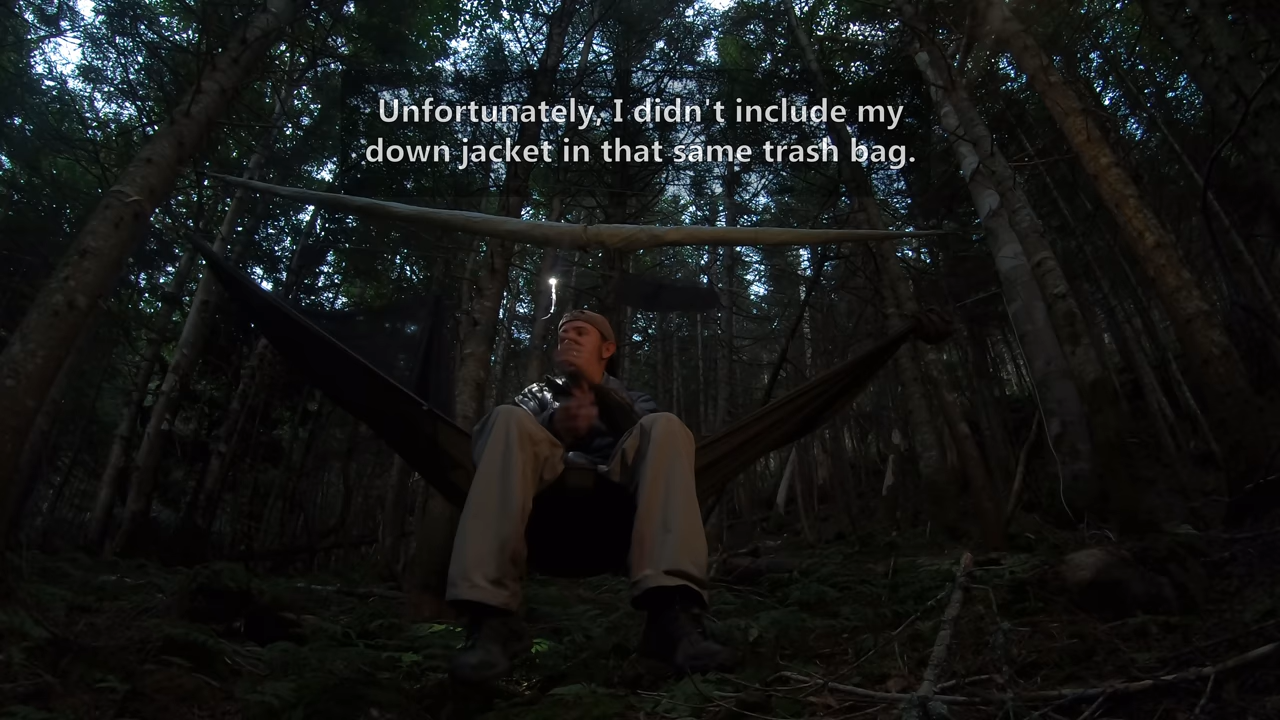 Unfortunately, I didn't include my
down jacket in that same trash bag.